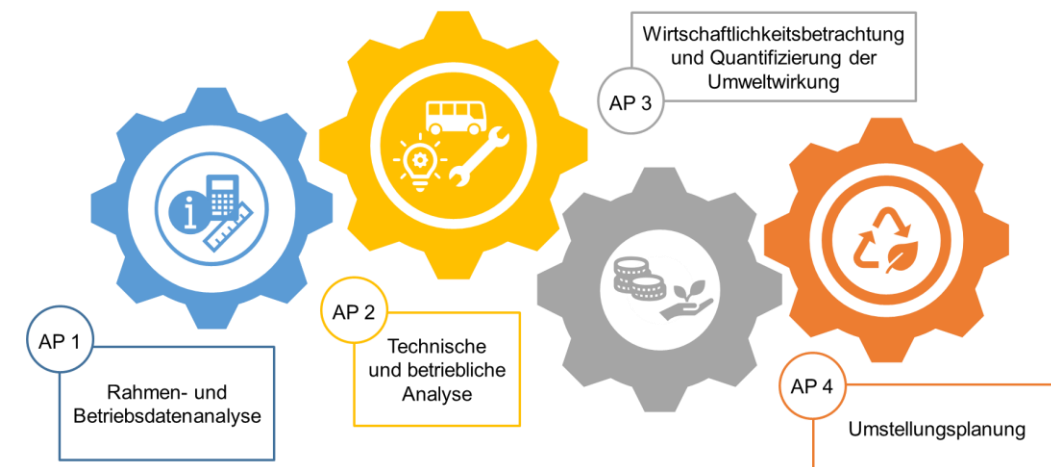 AP 1
Rahmen- und
Betriebsdatenanalyse
AP 2
Technische
und betriebliche
Analyse
AP 3
Wirtschaftlichkeitsbetrachtung
und Quantifizierung der
Umweltwirkung
AP 4
Umstellungsplanung